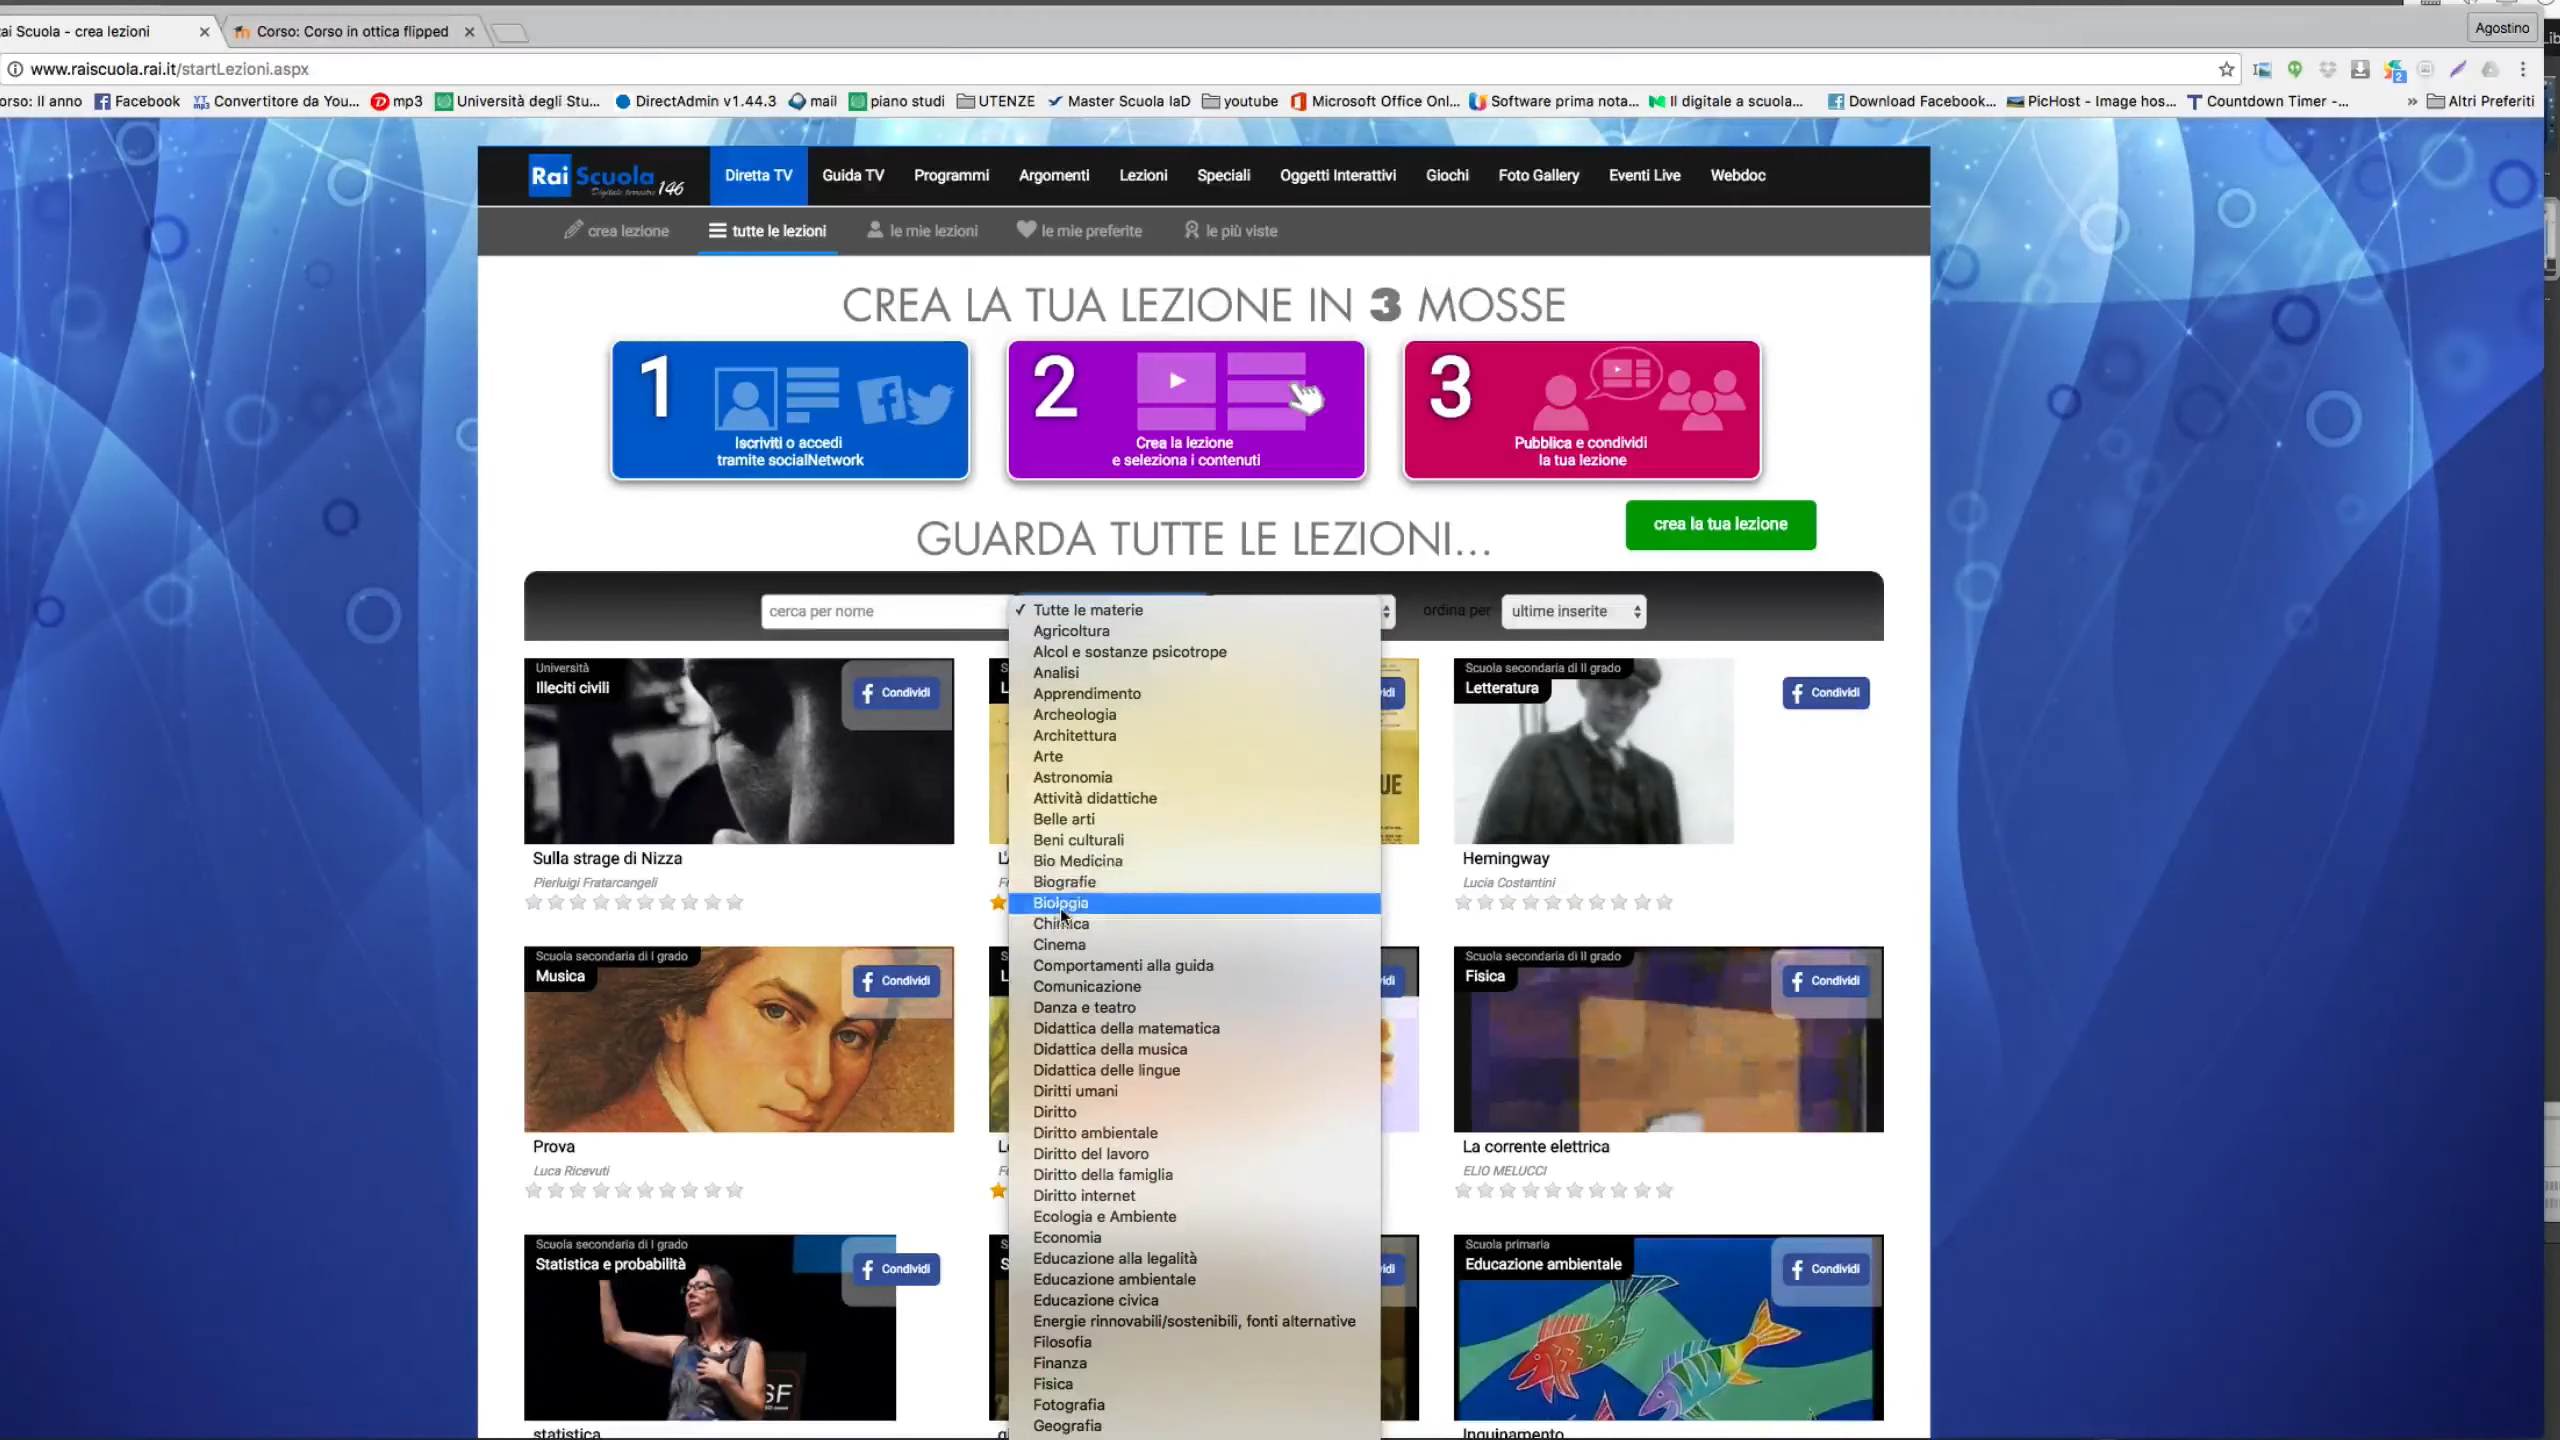 ai Scuola - crea lezioni
Corso: Corso in ottica flipped
Agostino
www.raiscuola.rai.it/startLezioni.aspx
orso: II anno
Facebook
Convertitore da You...
mp3
Università degli Stu...
DirectAdmin v1.44.3
mail
piano studi
UTENZE
Master Scuola IaD
youtube
Microsoft Office Onl...
Software prima nota...
Il digitale a scuola...
Download Facebook...
PicHost - Image hos...
Countdown Timer -...
»
Altri Preferiti
Rai Scuola
Digitale terrestre 146
Diretta TV
Guida TV
Programmi
Argomenti
Lezioni
Speciali
Oggetti Interattivi
Giochi
Foto Gallery
Eventi Live
Webdoc
crea lezione
tutte le lezioni
le mie lezioni
le mie preferite
le più viste
CREA LA TUA LEZIONE IN 3 MOSSE
1
Iscriviti o accedi
tramite socialNetwork
2
Crea la lezione
e seleziona i contenuti
3
Pubblica e condividi
la tua lezione
GUARDA TUTTE LE LEZIONI...
crea la tua lezione
cerca per nome
ordina per
ultime inserite
✓ Tutte le materie
Agricoltura
Alcol e sostanze psicotrope
Analisi
Apprendimento
Archeologia
Architettura
Arte
Astronomia
Attività didattiche
Belle arti
Beni culturali
Bio Medicina
Biografie
Biologia
Chimica
Cinema
Comportamenti alla guida
Comunicazione
Danza e teatro
Didattica della matematica
Didattica della musica
Didattica delle lingue
Diritti umani
Diritto
Diritto ambientale
Diritto del lavoro
Diritto della famiglia
Diritto internet
Ecologia e Ambiente
Economia
Educazione alla legalità
Educazione ambientale
Educazione civica
Energie rinnovabili/sostenibili, fonti alternative
Filosofia
Finanza
Fisica
Fotografia
Geografia
Università
Illeciti civili
Condividi
Sulla strage di Nizza
Pierluigi Fratarcangeli
Scuola secondaria di II grado
Letteratura
Condividi
Hemingway
Lucia Costantini
Scuola secondaria di I grado
Musica
Condividi
Prova
Luca Ricevuti
Scuola secondaria di II grado
Fisica
Condividi
La corrente elettrica
ELIO MELUCCI
Scuola secondaria di I grado
Statistica e probabilità
Condividi
statistica
Scuola primaria
Educazione ambientale
Condividi
Inquinamento